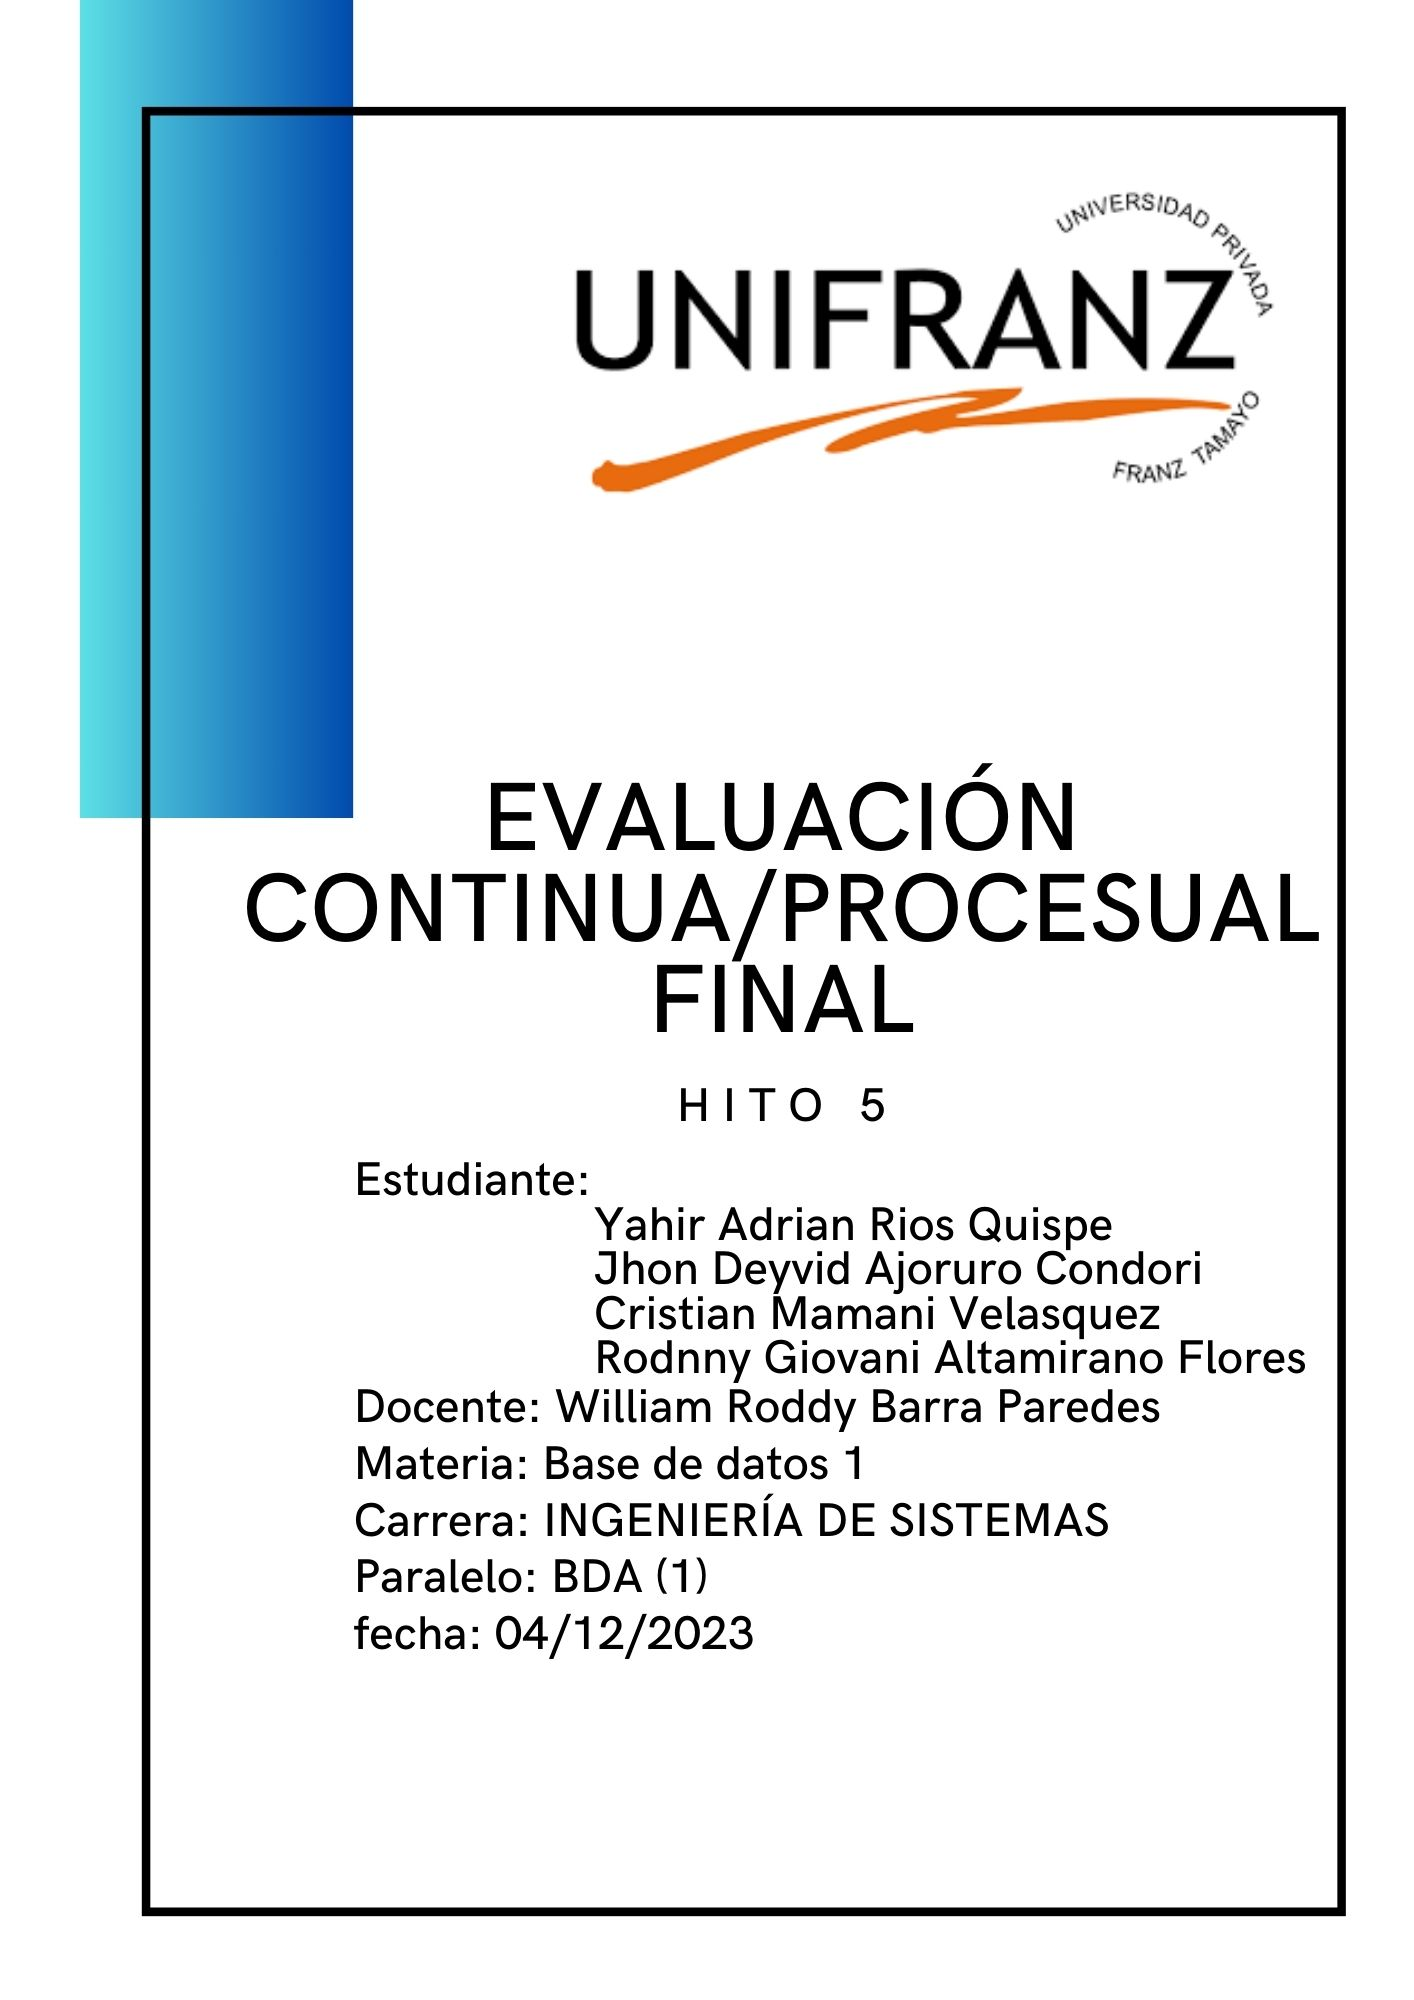 UNIVERSIDAD PRIVADA
UNIFRANZ
FRANZ TAMAYO
EVALUACIÓN
CONTINUA/PROCESUAL
FINAL
HITO 5
Estudiante:
Yahir Adrian Rios Quispe
Jhon Deyvid Ajoruro Condori
Cristian Mamani Velasquez
Rodnny Giovani Altamirano Flores
Docente: William Roddy Barra Paredes
Materia: Base de datos 1
Carrera: INGENIERÍA DE SISTEMAS
Paralelo: BDA (1)
fecha: 04/12/2023